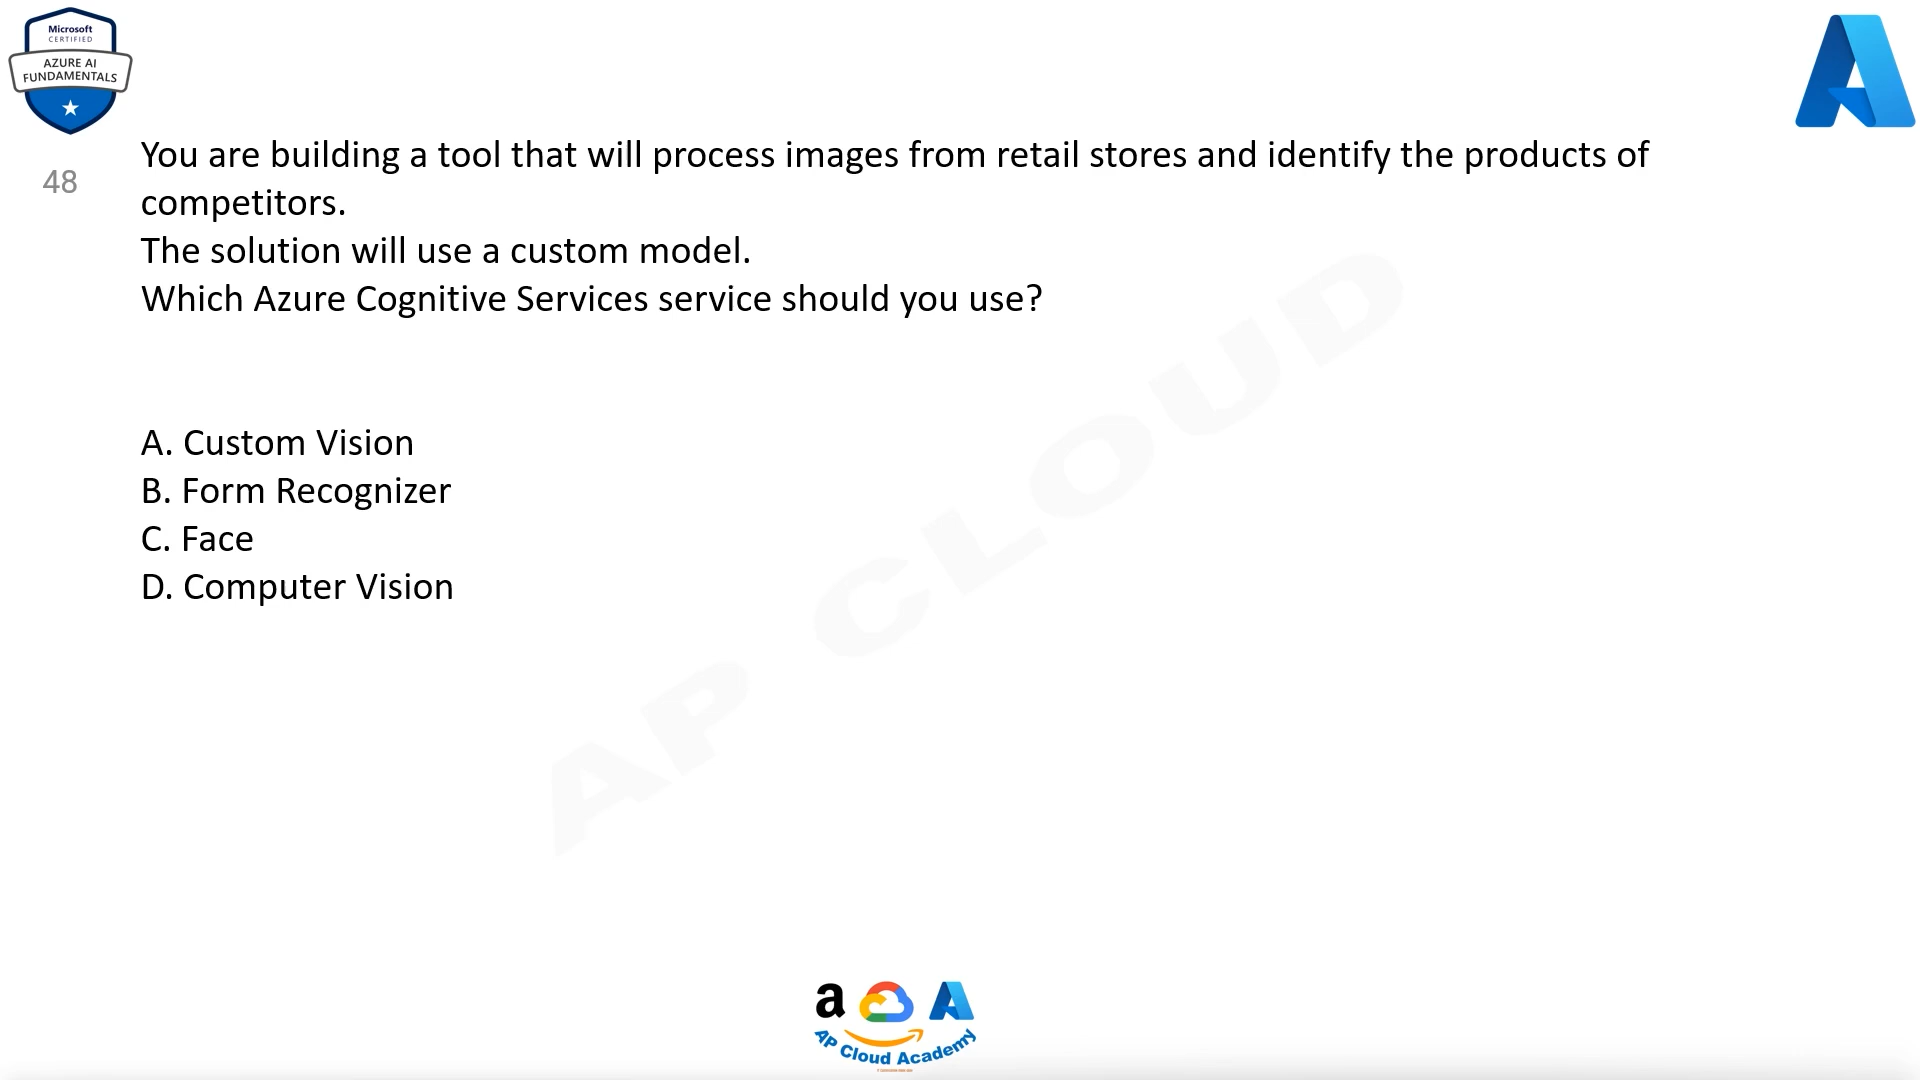 Microsoft
CERTIFIED
AZURE AI
FUNDAMENTALS
48
You are building a tool that will process images from retail stores and identify the products of
competitors.
The solution will use a custom model.
Which Azure Cognitive Services service should you use?
A. Custom Vision
B. Form Recognizer
C. Face
D. Computer Vision
AP CLOUD
a
AP Cloud Academy